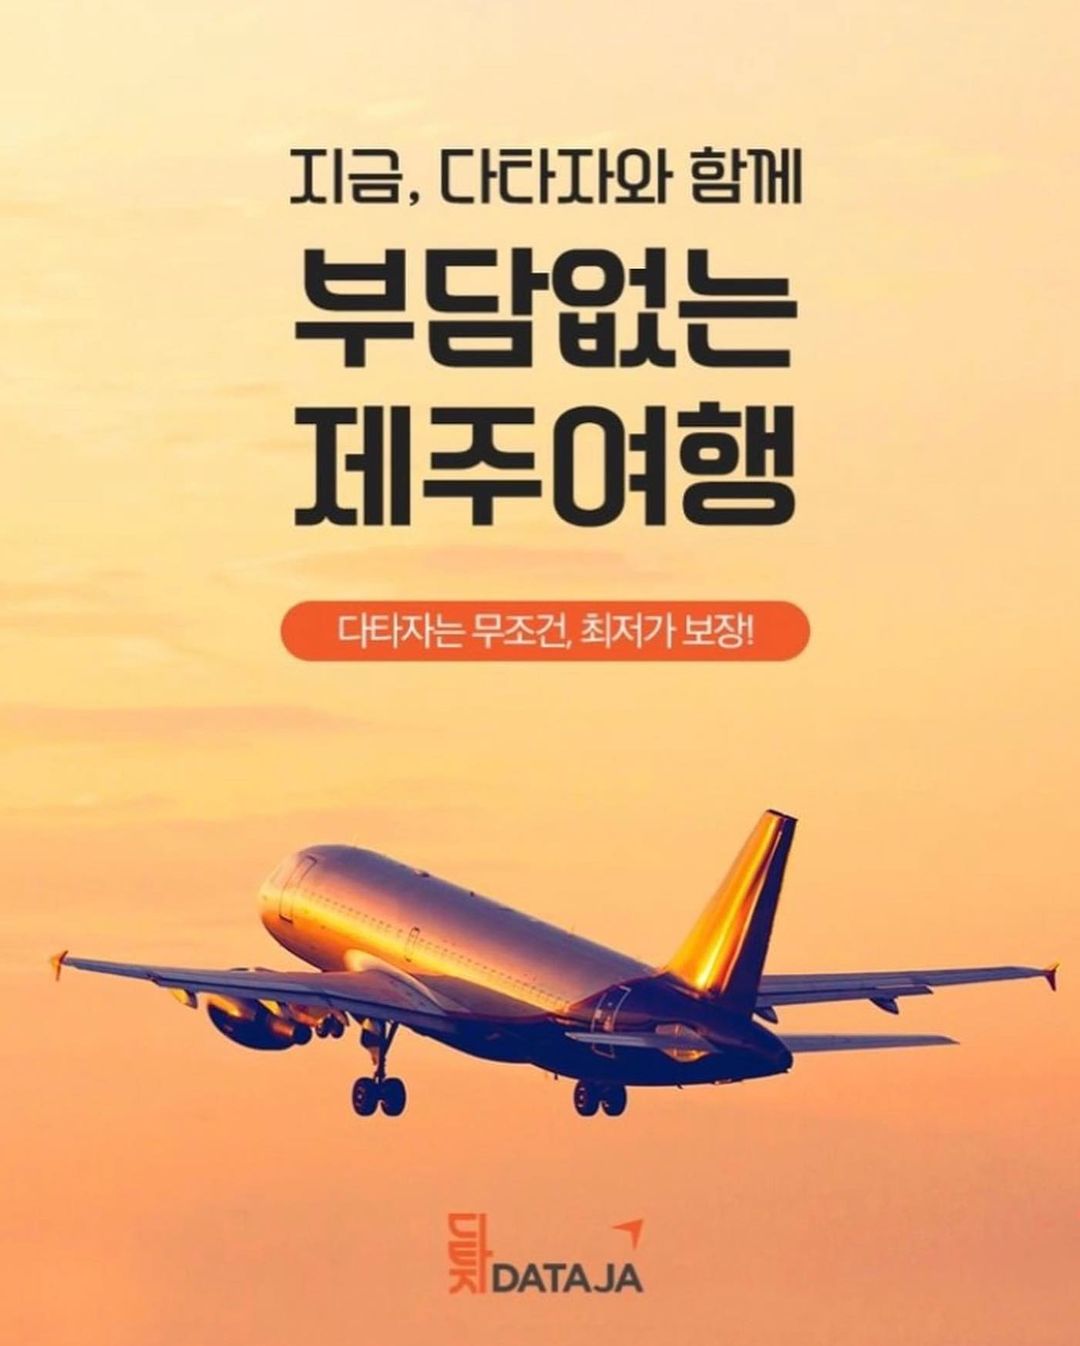 지금, 다타자와 함께
부담없는
제주여행
다타자는 무조건, 최저가 보장!
다타자
DATAJA